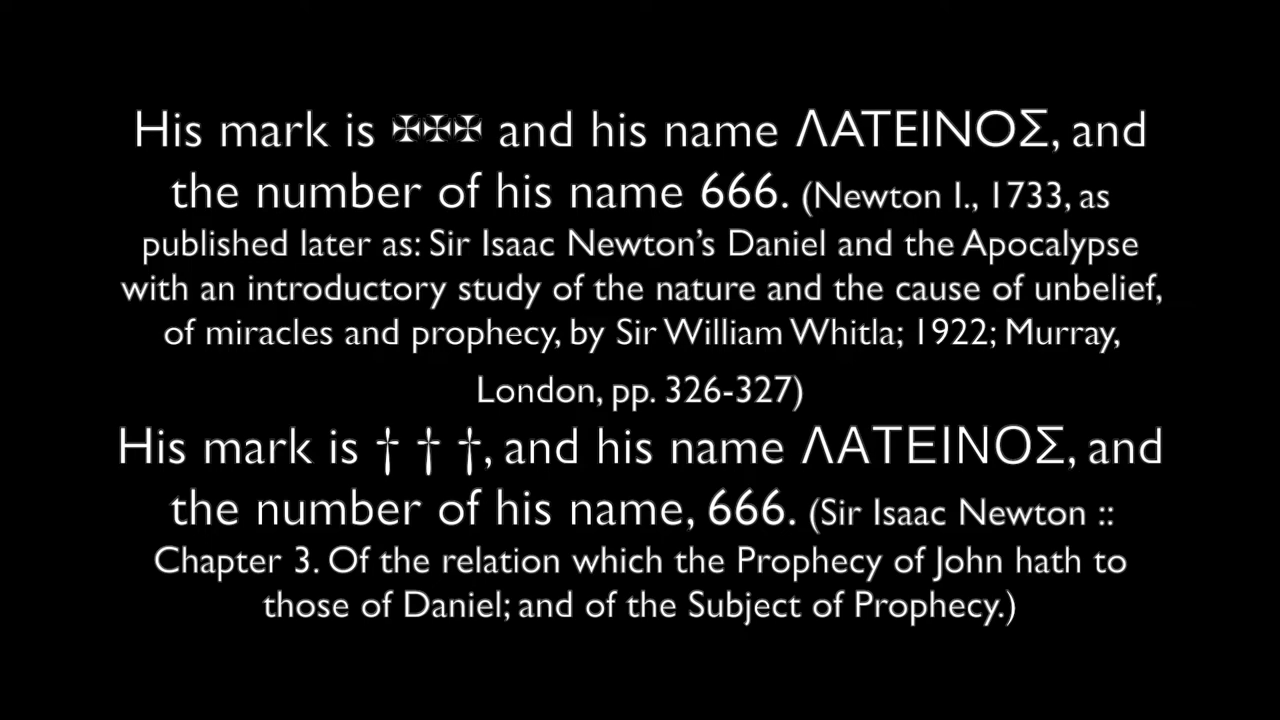 His mark is ✠✠✠ and his name ΛΑΤΕΙΝΟΣ, and
the number of his name 666. (Newton I., 1733, as
published later as: Sir Isaac Newton’s Daniel and the Apocalypse
with an introductory study of the nature and the cause of unbelief,
of miracles and prophecy, by Sir William Whitla; 1922; Murray,
London, pp. 326-327)
His mark is † † †, and his name ΛΑΤΕΙΝΟΣ, and
the number of his name, 666. (Sir Isaac Newton ::
Chapter 3. Of the relation which the Prophecy of John hath to
those of Daniel; and of the Subject of Prophecy.)